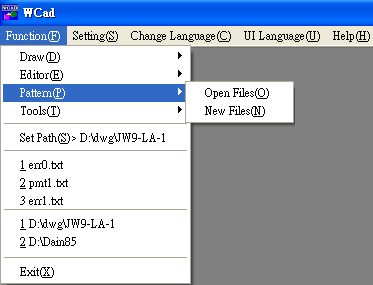 WCad
Function(F) Setting(S) Change Language(C) UI Language(U) Help(H)
Draw(D)
Editor(E)
Pattern(P)
Open Files(O)
Tools(T)
New Files(N)
Set Path(S)> D:\dwg\JW9-LA-1
1 err0.txt
2 pmt1.txt
3 err1.txt
1 D:\dwg\JW9-LA-1
2 D:\Dain85
Exit(X)